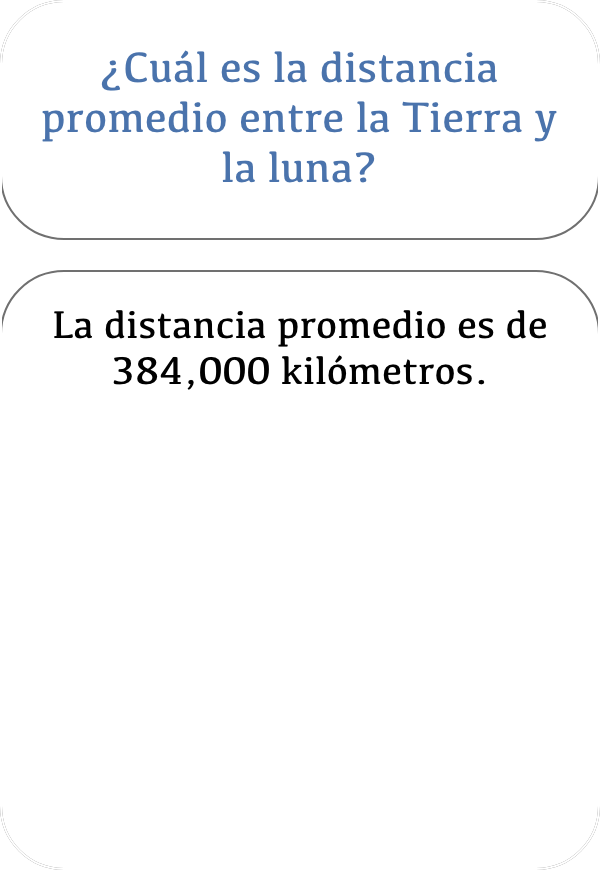 ¿Cuál es la distancia
promedio entre la Tierra y
la luna?
La distancia promedio es de
384,000 kilómetros.